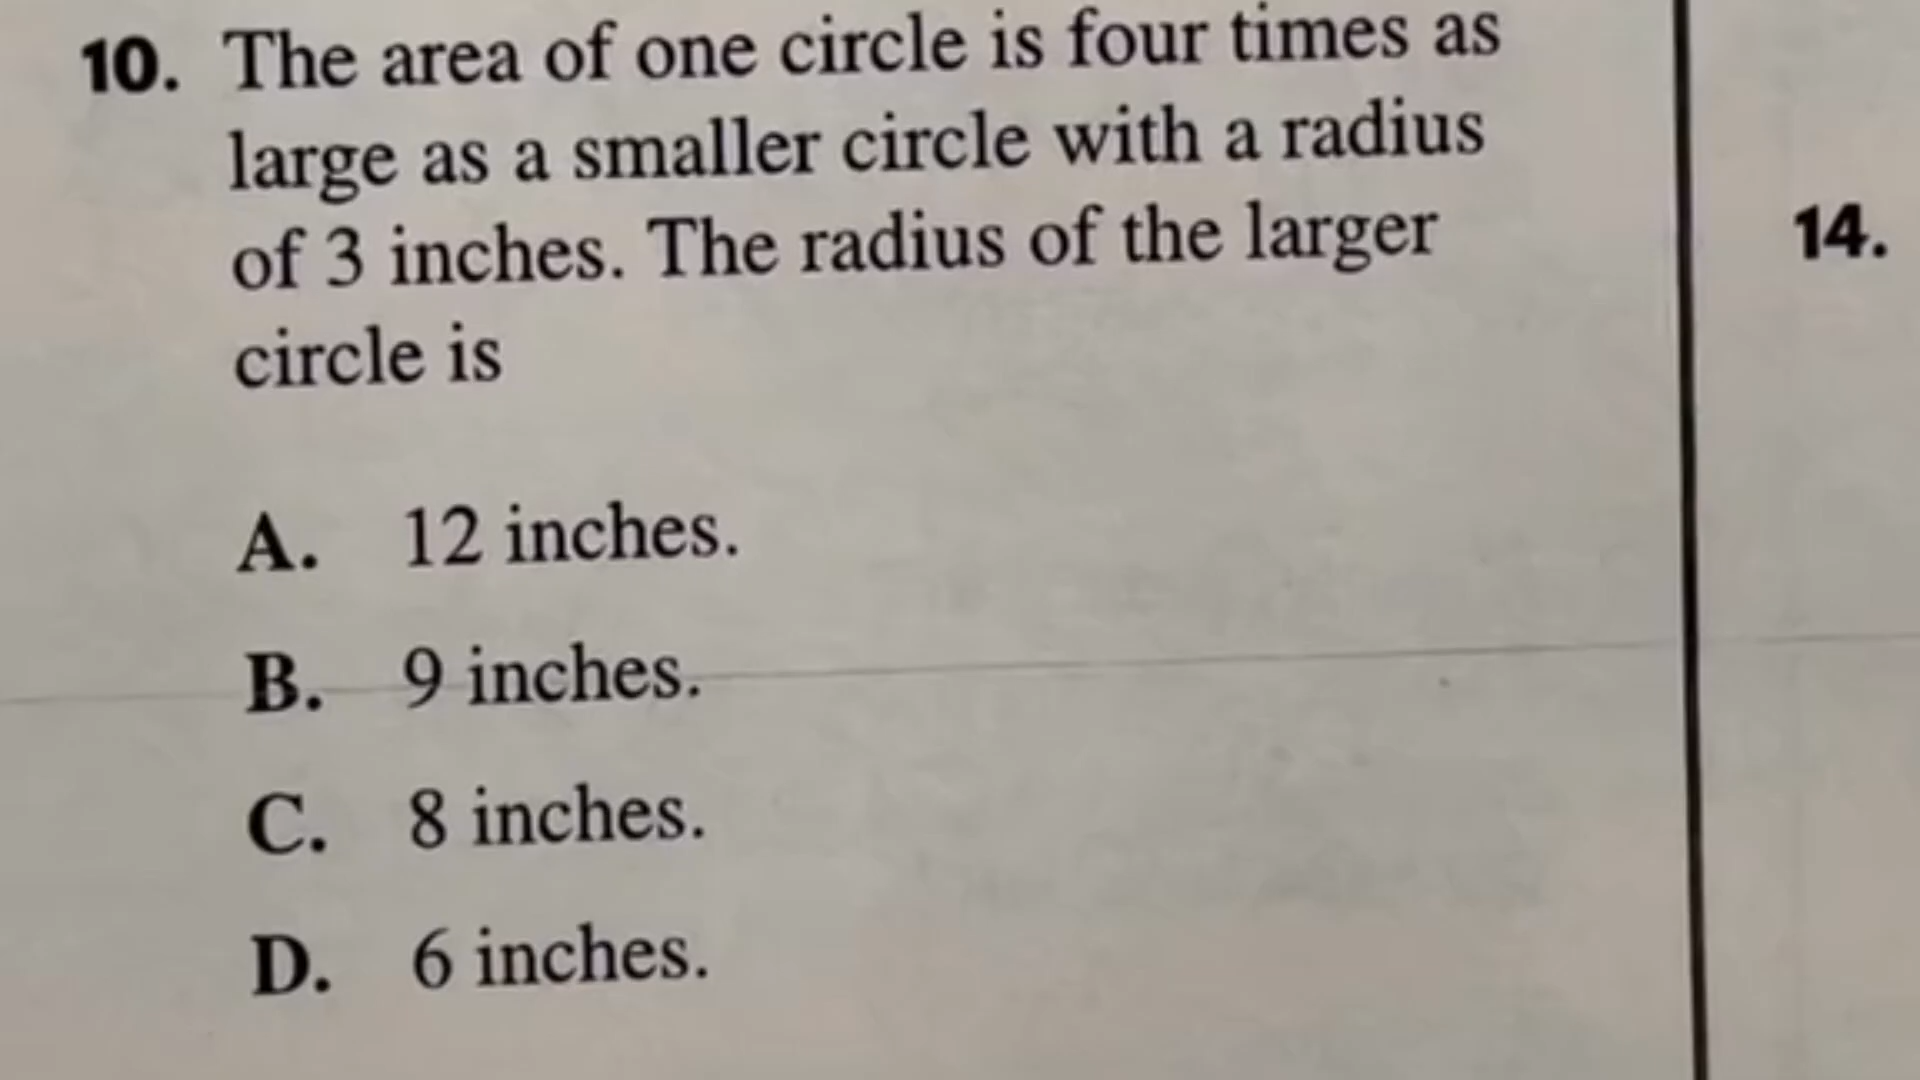 10. The area of one circle is four times as
large as a smaller circle with a radius
of 3 inches. The radius of the larger
circle is
A. 12 inches.
B. 9 inches.
C. 8 inches.
D. 6 inches.
14.